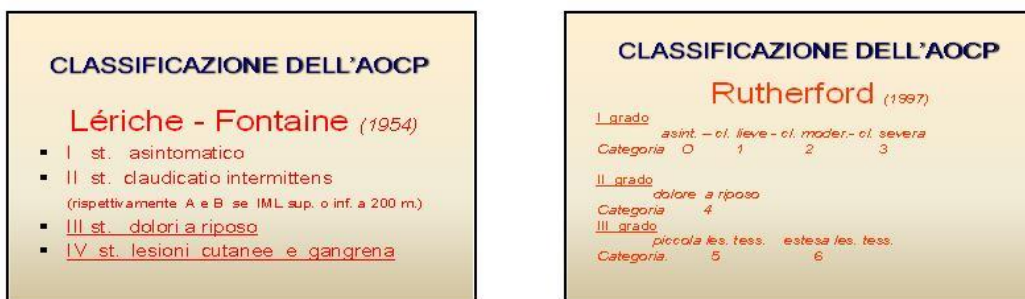 CLASSIFICAZIONE DELL'AOCP
Lériche - Fontaine (1954)
▪ I st. asintomatico
▪ II st. claudicatio intermittens
(rispettivamente A e B se IML sup. o inf. a 200 m.)
▪ III st. dolori a riposo
▪ IV st. lesioni cutanee e gangrena
CLASSIFICAZIONE DELL'AOCP
Rutherford (1997)
I grado
asint. – cl. lieve - cl. moder.- cl. severa
Categoria O 1 2 3
II grado
dolore a riposo
Categoria 4
III grado
piccola les. tess. estesa les. tess.
Categoria. 5 6